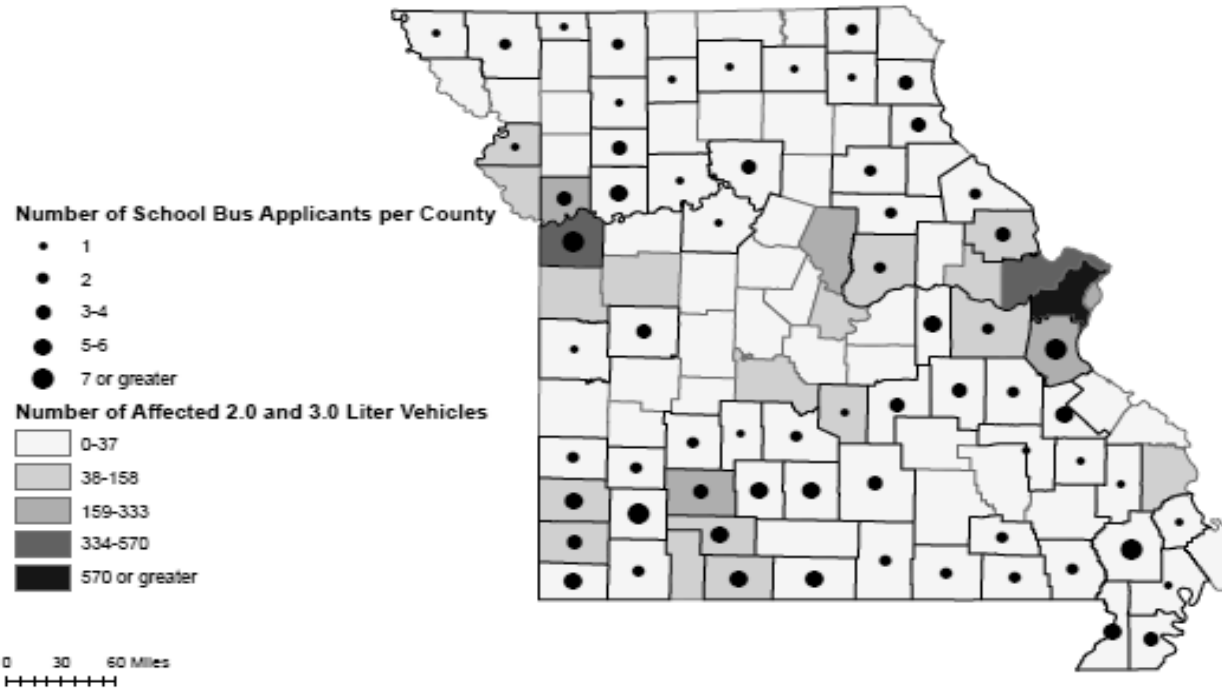 Number of School Bus Applicants per County
1
2
3-4
5-6
7 or greater
Number of Affected 2.0 and 3.0 Liter Vehicles
0-37
38-158
159-333
334-570
570 or greater
0 30 60 Miles